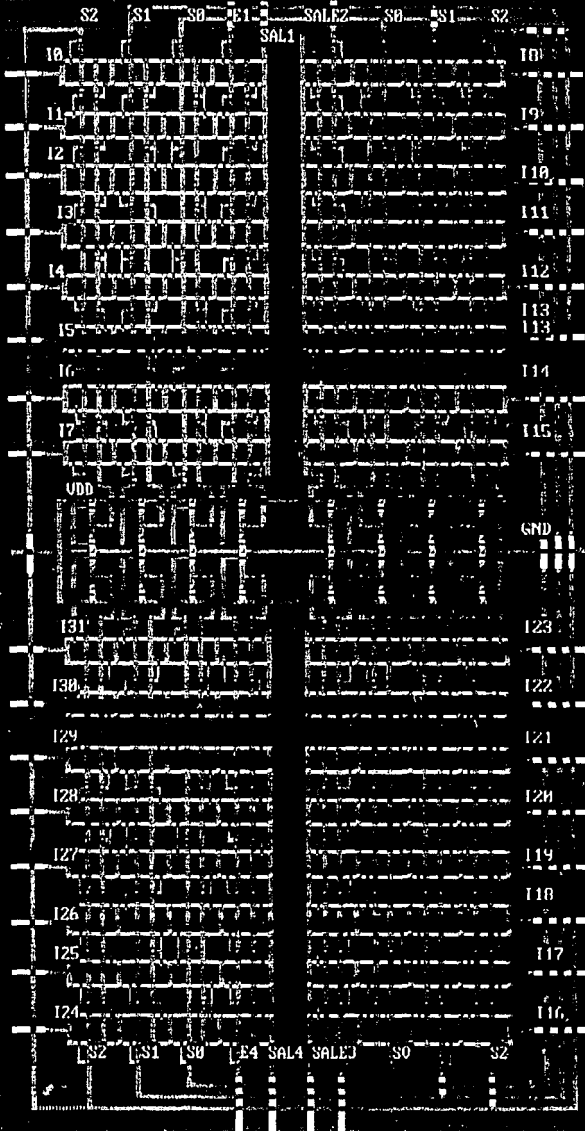 S2 S1 S0 E1 SALE2 S0 S1 S2
SAL1
I0 I8
I1 I9
I2 I10
I3 I11
I4 I12
I13
I5 I13
I6 I14
I7 I15
VDD
GND
I31 I23
I30 I22
I29 I21
I28 I20
I27 I19
I26 I18
I25 I17
I24 I16
S2 S1 S0 E4 SAL4 SALE3 S0 S2